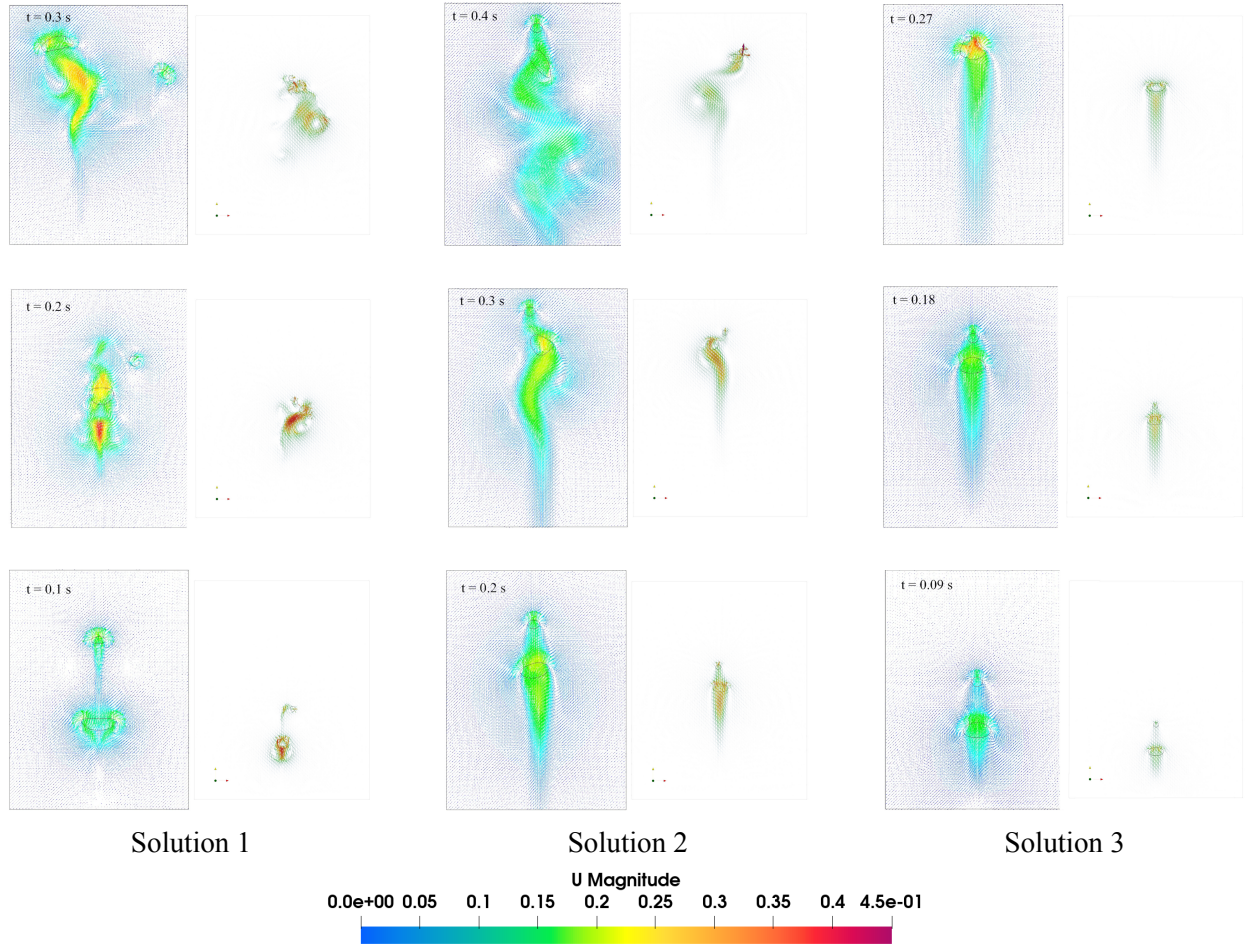 t = 0.3 s
t = 0.4 s
t = 0.27
t = 0.2 s
t = 0.3 s
t = 0.18
t = 0.1 s
t = 0.2 s
t = 0.09 s
Solution 1
Solution 2
Solution 3
U Magnitude
0.0e+00 0.05 0.1 0.15 0.2 0.25 0.3 0.35 0.4 4.5e-01